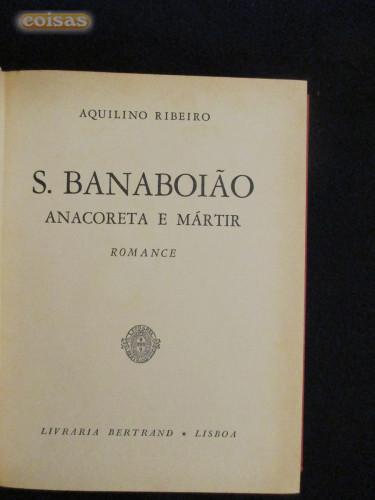 coisas
AQUILINO RIBEIRO
S. BANABOIÃO
ANACORETA E MÁRTIR
ROMANCE
LIVRARIA BERTRAND • LISBOA